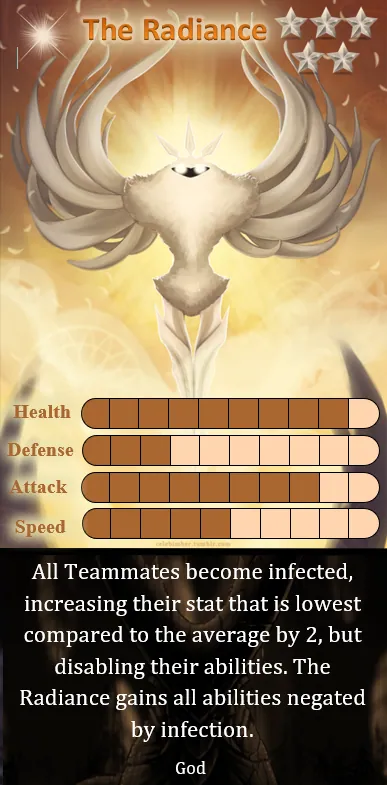 The Radiance
Health
Defense
Attack
Speed
All Teammates become infected,
increasing their stat that is lowest
compared to the average by 2, but
disabling their abilities. The
Radiance gains all abilities negated
by infection.
God